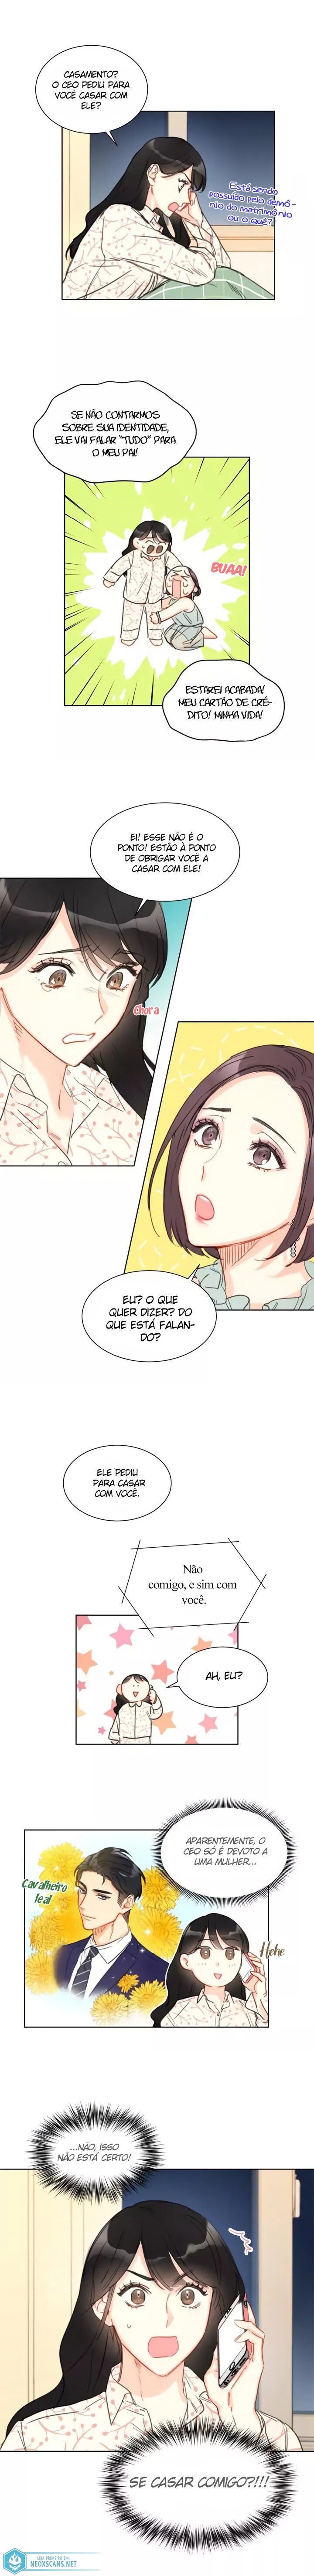 CASAMENTO?
O CEO PEDIU PARA
VOCÊ CASAR COM
ELE?
Está sendo
possuído pelo demô-
nio do matrimônio
ou o quê?
SE NÃO CONTARMOS
SOBRE SUA IDENTIDADE,
ELE VAI FALAR "TUDO" PARA
O MEU PAI!
BUAA!
ESTAREI ACABADA!
MEU CARTÃO DE CRÉ-
DITO! MINHA VIDA!
EI! ESSE NÃO É O
PONTO! ESTÃO À PONTO
DE OBRIGAR VOCÊ A
CASAR COM ELE!
Chora
EU? O QUE
QUER DIZER? DO
QUE ESTÁ FALAN-
DO?
ELE PEDIU
PARA CASAR
COM VOCÊ.
Não
comigo, e sim com
você.
AH, EU?
APARENTEMENTE, O
CEO SÓ É DEVOTO A
UMA MULHER...
Cavalheiro
leal
Hehe
...NÃO, ISSO
NÃO ESTÁ CERTO!
SE CASAR COMIGO?!!!
LEIA PRIMEIRO EM:
NEOXSCANS.NET